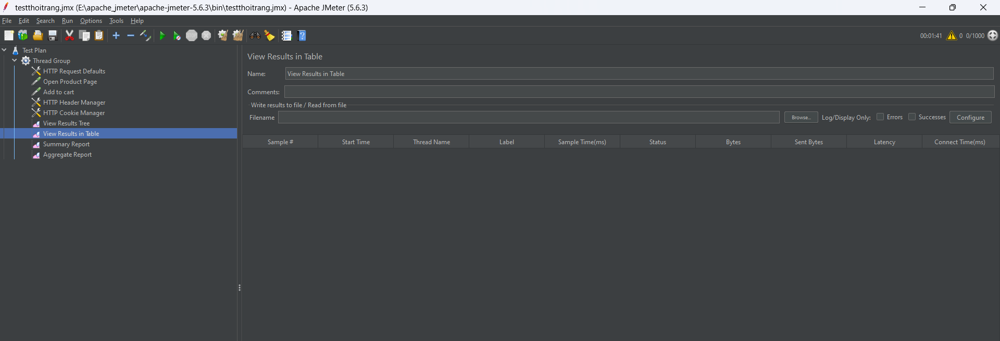 testthoitrang.jmx (E:\apache_jmeter\apache-jmeter-5.6.3\bin\testthoitrang.jmx) - Apache JMeter (5.6.3)
File Edit Search Run Options Tools Help
00:01:41 0 0/1000
Test Plan
Thread Group
HTTP Request Defaults
Open Product Page
Add to cart
HTTP Header Manager
HTTP Cookie Manager
View Results Tree
View Results in Table
Summary Report
Aggregate Report
View Results in Table
Name: View Results in Table
Comments:
Write results to file / Read from file
Filename Browse... Log/Display Only: Errors Successes Configure
Sample # Start Time Thread Name Label Sample Time(ms) Status Bytes Sent Bytes Latency Connect Time(ms)